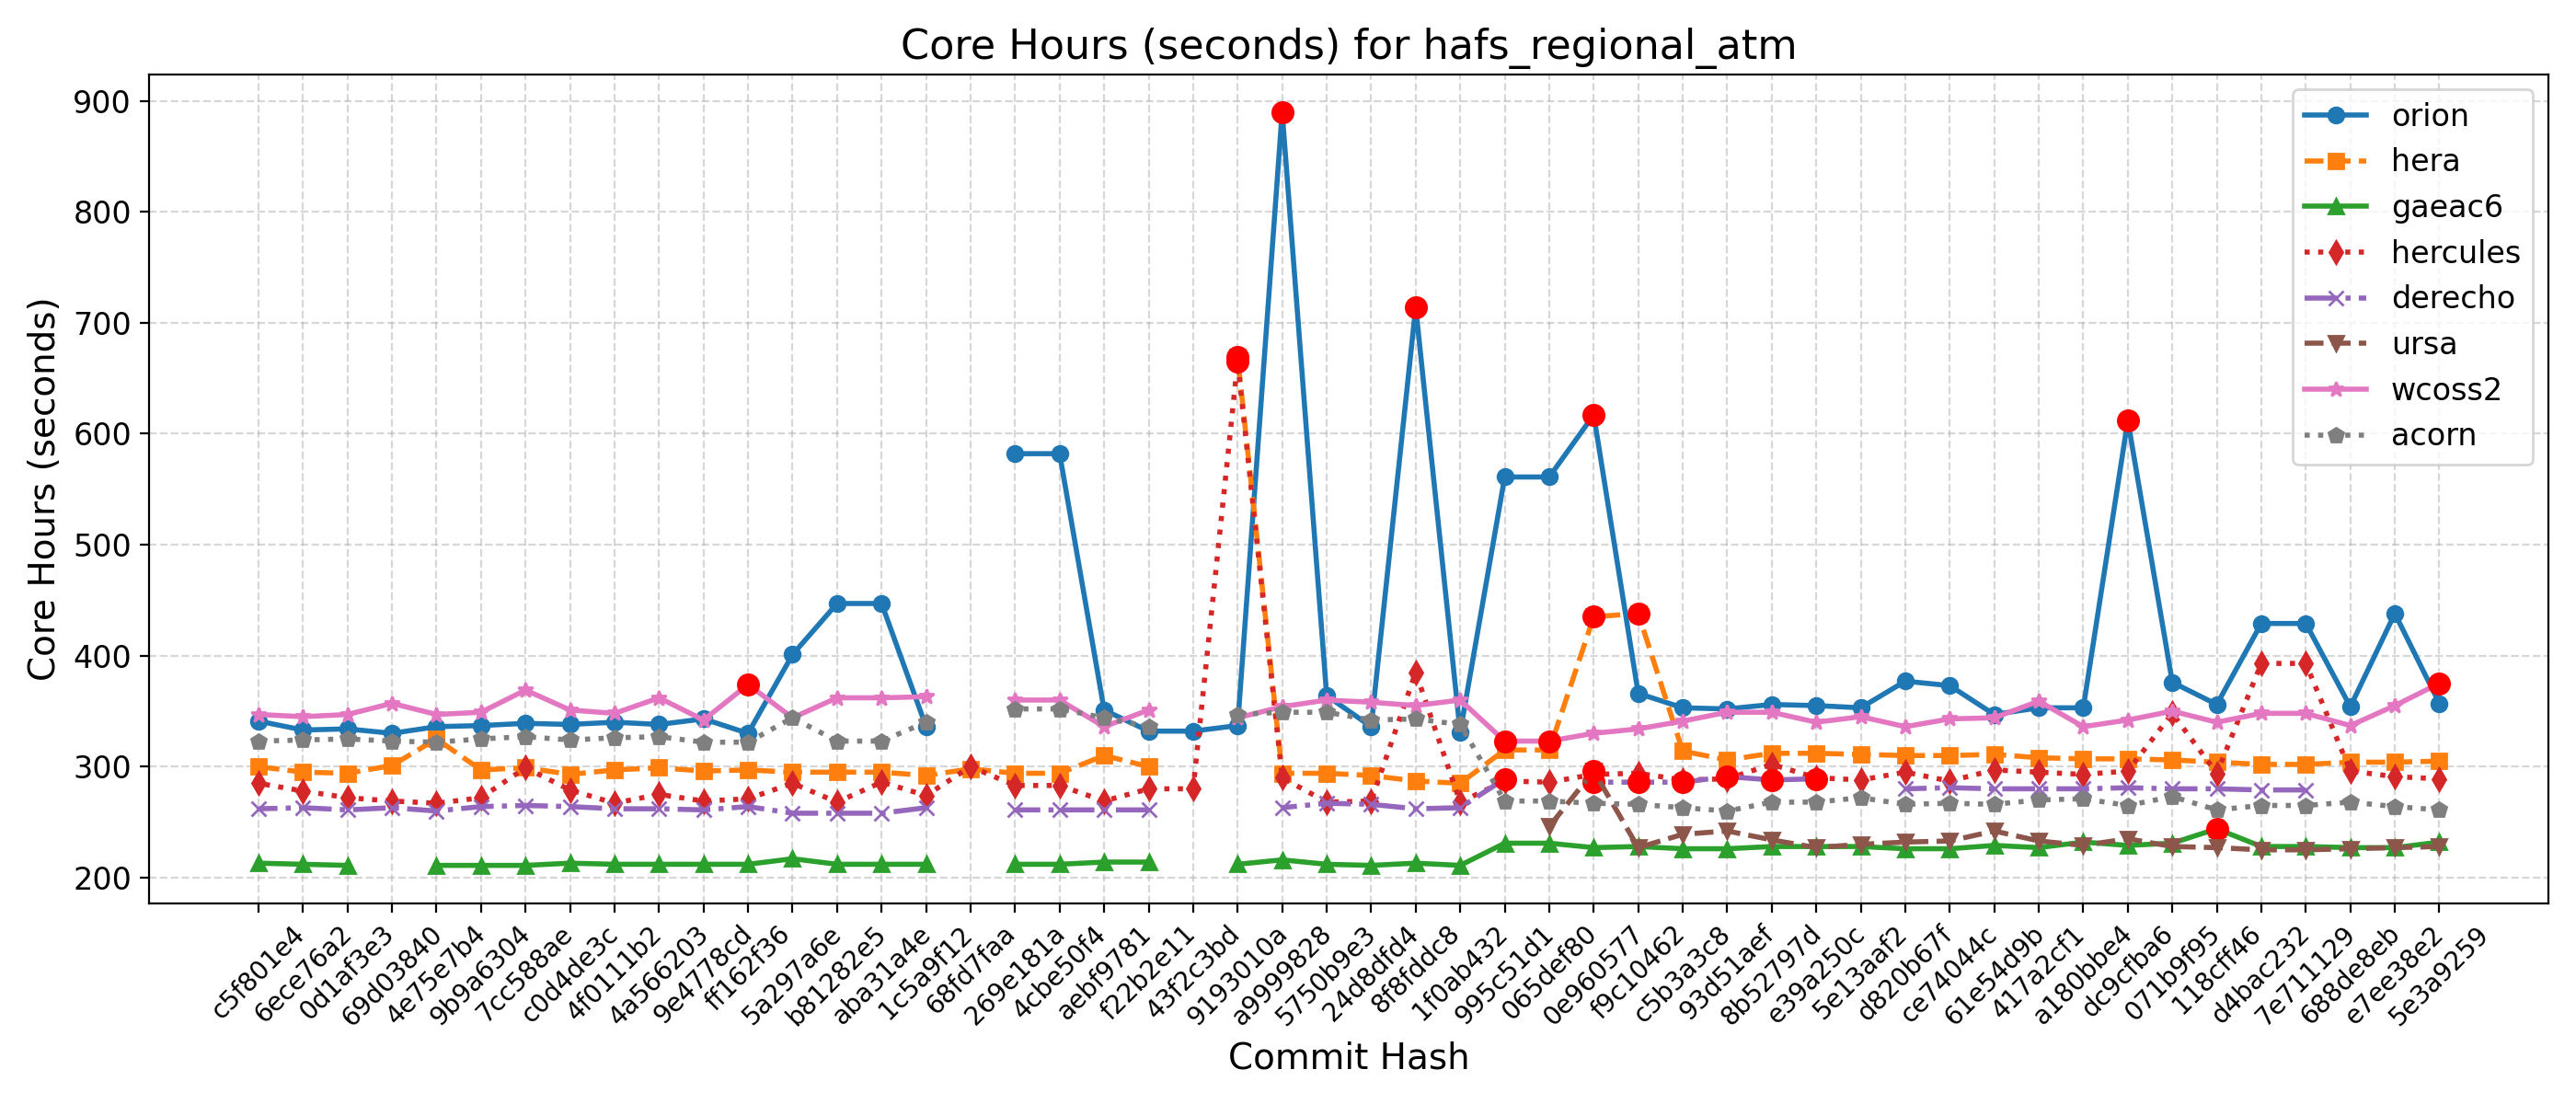 Core Hours (seconds) for hafs_regional_atm
Core Hours (seconds)
900
800
700
600
500
400
300
200
orion
hera
gaeac6
hercules
derecho
ursa
wcoss2
acorn
c5f801e4
6ece76a2
0d1af3e3
69d03840
4e75e7b4
9b9a6304
7cc588ae
c0d4de3c
4f0111b2
4a566203
9e4778cd
ff162f36
5a297a6e
b81282e5
aba31a4e
1c5a9f12
68fd7faa
269e181a
4cbe50f4
aebf9781
f22b2e11
43f2c3bd
9193010a
a9999828
5750b9e3
24d8dfd4
8f8fddc8
1f0ab432
995c51d1
065def80
0e960577
f9c10462
c5b3a3c8
93d51aef
8b52797d
e39a250c
5e13aaf2
d820b67f
ce74044c
61e54d9b
417a2cf1
a180bbe4
dc9cfba6
071b9f95
118cff46
d4bac232
7e711129
688de8eb
e7ee38e2
5e3a9259
Commit Hash